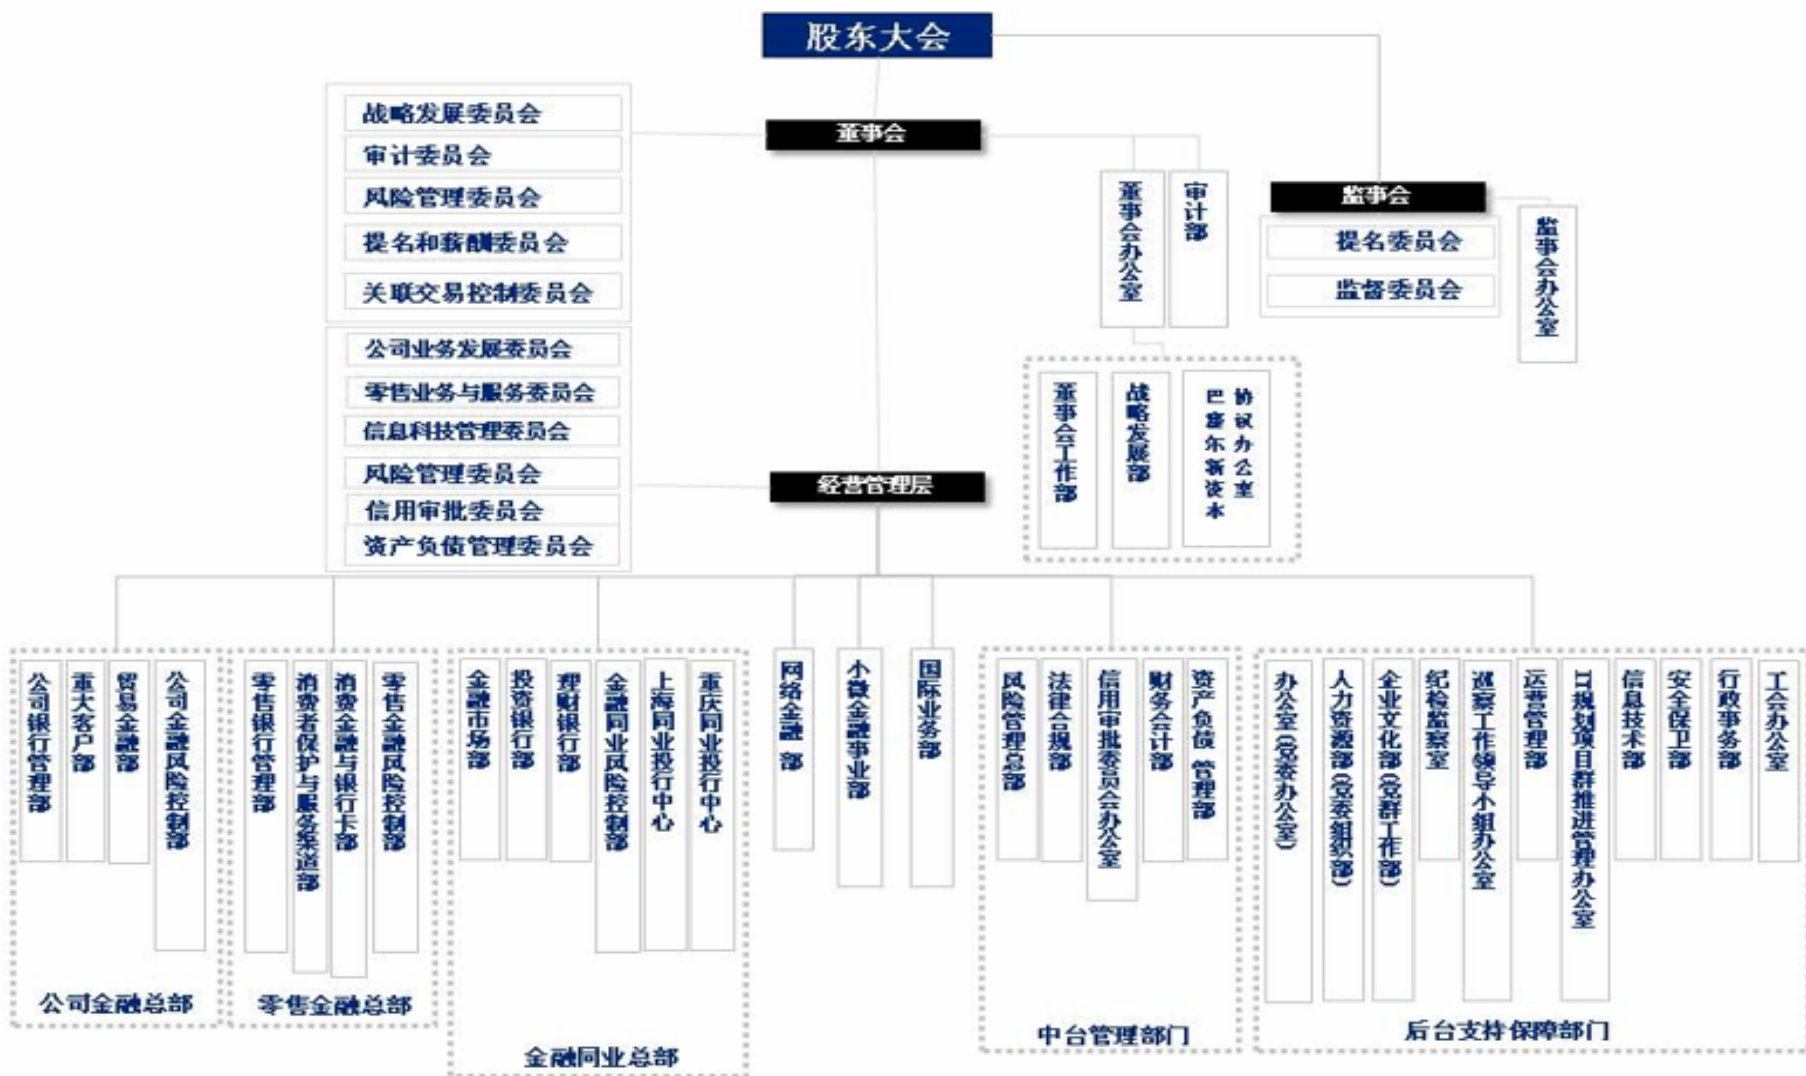 股东大会
董事会
战略发展委员会
审计委员会
风险管理委员会
提名和薪酬委员会
关联交易控制委员会
董事会办公室
审计部
监事会
提名委员会
监督委员会
监事会办公室
董事会工作部
战略发展部
巴塞尔新资本
协议办公室
经营管理层
公司业务发展委员会
零售业务与服务委员会
信息科技管理委员会
风险管理委员会
信用审批委员会
资产负债管理委员会
公司银行管理部
重大客户部
贸易金融部
公司金融风险控制部
公司金融总部
零售银行管理部
消费者保护与服务渠道部
消费金融与银行卡部
零售金融风险控制部
零售金融总部
金融市场部
投资银行部
理财银行部
金融同业风险控制部
上海同业投行中心
重庆同业投行中心
金融同业总部
网络金融 部
小微金融事业部
国际业务部
风险管理总部
法律合规部
信用审批委员会办公室
财务会计部
资产负债 管理部
中台管理部门
办公室(党委办公室)
人力资源部(党委组织部)
企业文化部(党群工作部)
纪检监察室
巡察工作领导小组办公室
运营管理部
IT规划项目群推进管理办公室
信息技术部
安全保卫部
行政事务部
工会办公室
后台支持保障部门